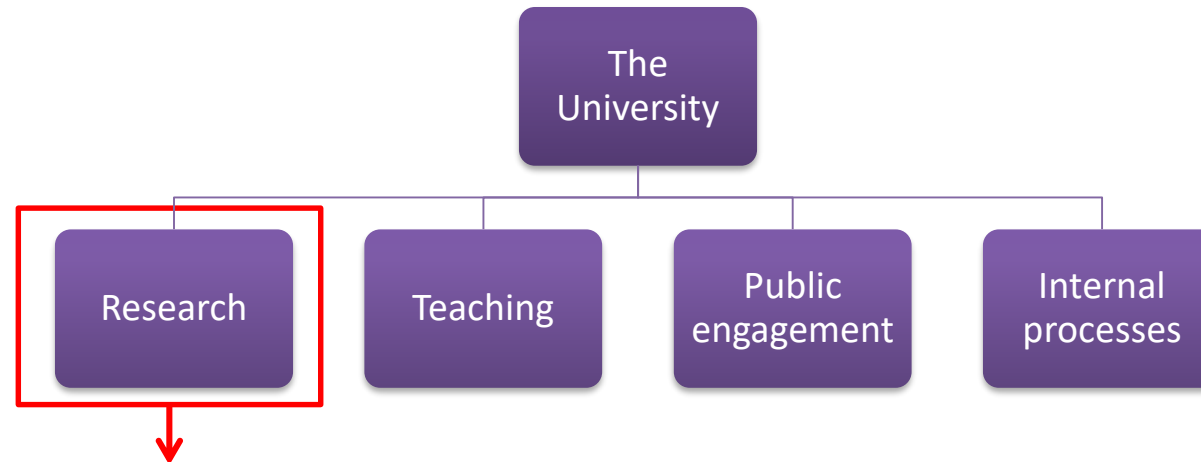 The
University
Research
Teaching
Public
engagement
Internal
processes